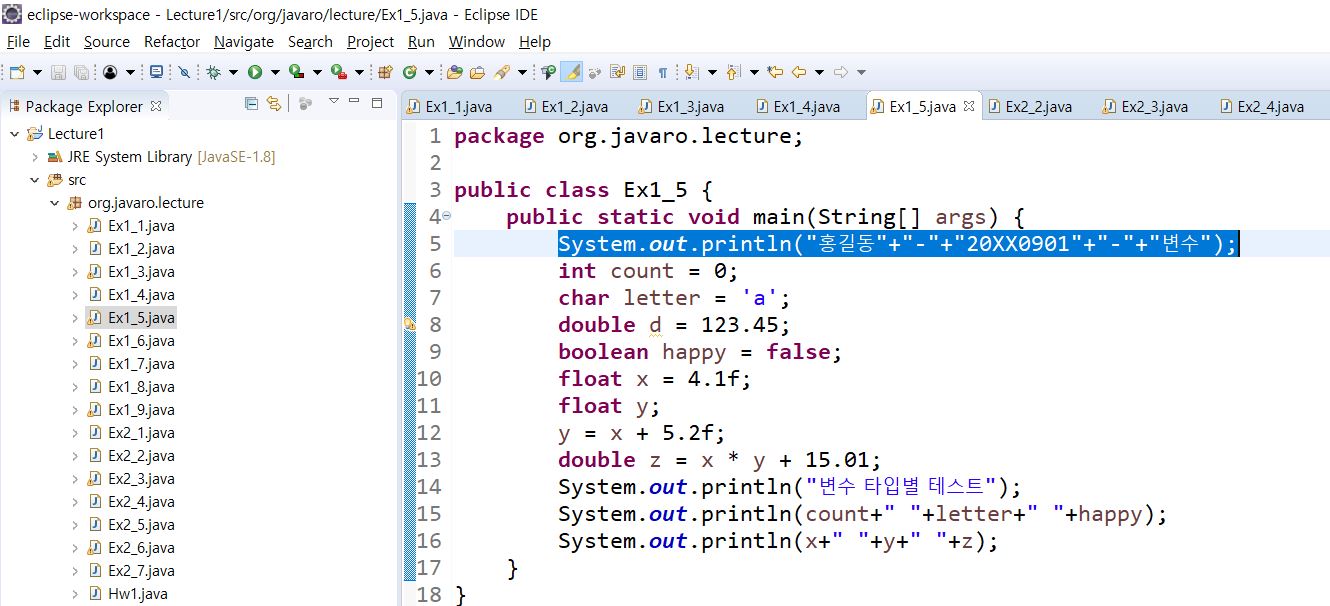 eclipse-workspace - Lecture1/src/org/javaro/lecture/Ex1_5.java - Eclipse IDE
File Edit Source Refactor Navigate Search Project Run Window Help
Package Explorer
Lecture1
JRE System Library [JavaSE-1.8]
src
org.javaro.lecture
Ex1_1.java
Ex1_2.java
Ex1_3.java
Ex1_4.java
Ex1_5.java
Ex1_6.java
Ex1_7.java
Ex1_8.java
Ex1_9.java
Ex2_1.java
Ex2_2.java
Ex2_3.java
Ex2_4.java
Ex2_5.java
Ex2_6.java
Ex2_7.java
Hw1.java
Ex1_1.java Ex1_2.java Ex1_3.java Ex1_4.java Ex1_5.java Ex2_2.java Ex2_3.java Ex2_4.java
1 package org.javaro.lecture;
2
3 public class Ex1_5 {
4 public static void main(String[] args) {
5 System.out.println("홍길동"+"-"+"20XX0901"+"-"+"변수");
6 int count = 0;
7 char letter = 'a';
8 double d = 123.45;
9 boolean happy = false;
10 float x = 4.1f;
11 float y;
12 y = x + 5.2f;
13 double z = x * y + 15.01;
14 System.out.println("변수 타입별 테스트");
15 System.out.println(count+" "+letter+" "+happy);
16 System.out.println(x+" "+y+" "+z);
17 }
18 }